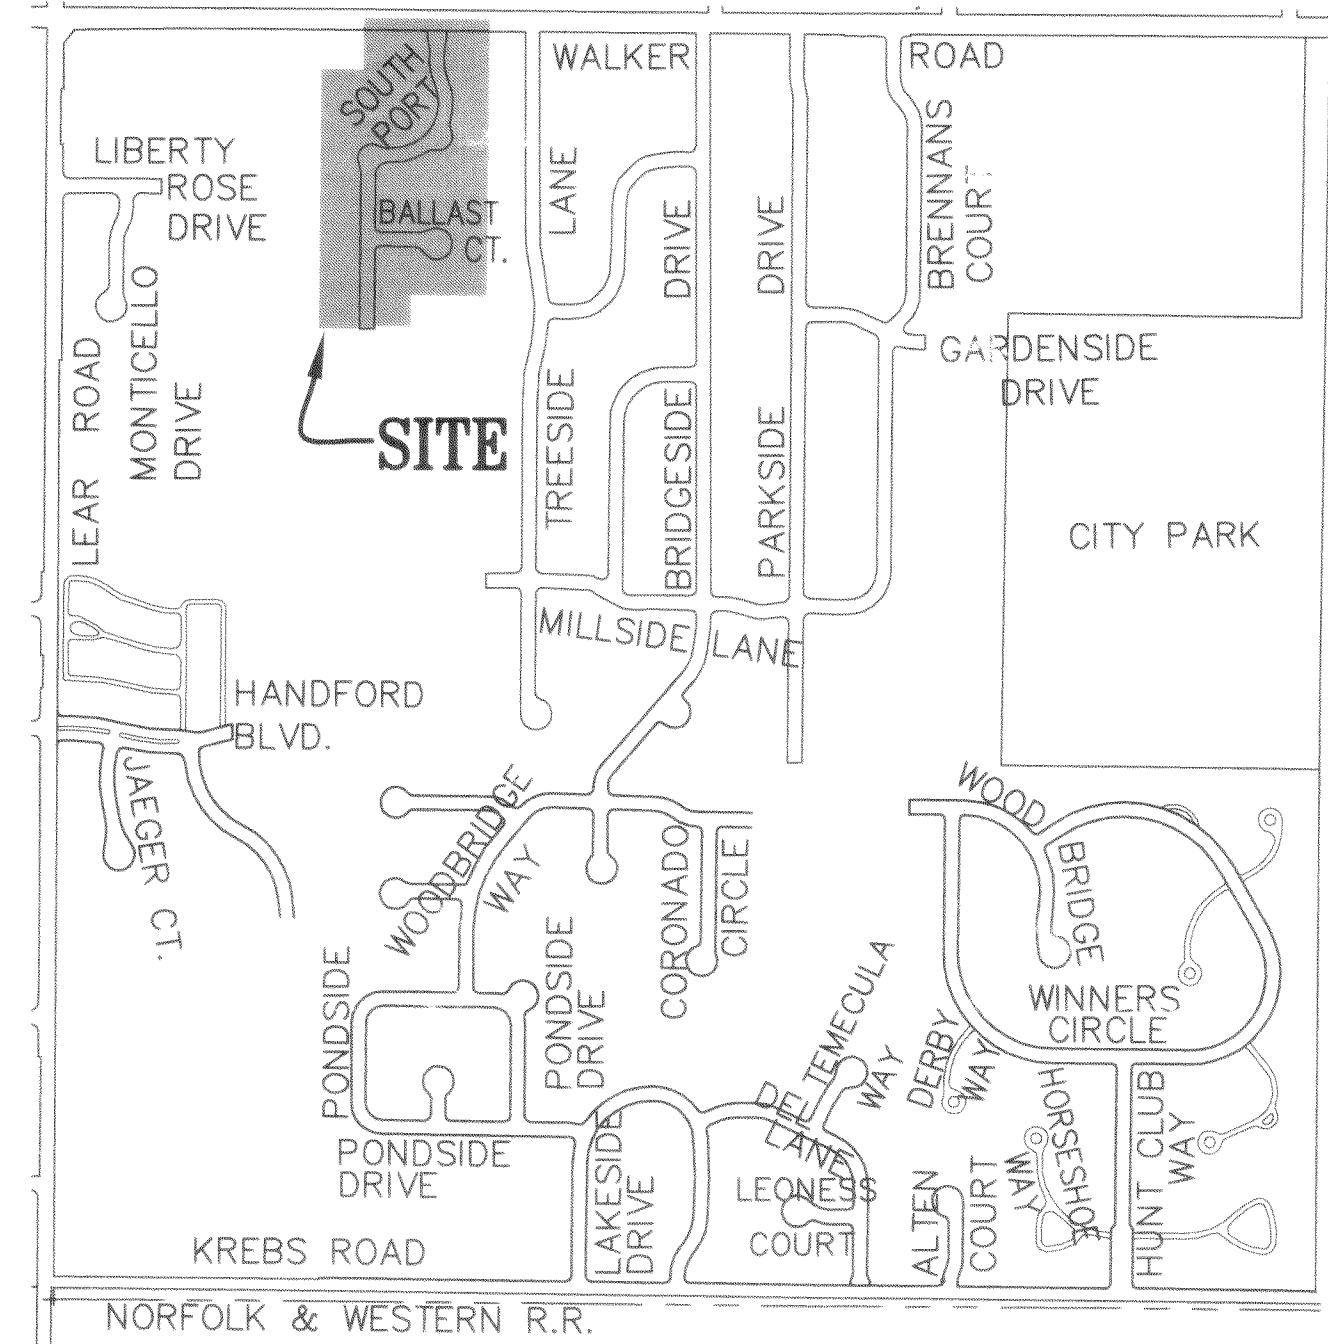 WALKER ROAD
SOUTH
PORT
BRENNANS
COURT
LIBERTY
ROSE
DRIVE
BALLAST
CT.
LANE
DRIVE
DRIVE
MONTICELLO
DRIVE
LEAR ROAD
GARDENSIDE
DRIVE
SITE
TREESIDE
BRIDGESIDE
PARKSIDE
CITY PARK
MILLSIDE LANE
HANDFORD
BLVD.
JAEGER CT.
WOODBRIDGE
WAY
CORONADO
CIRCLE
WOOD
BRIDGE
PONDSIDE
PONDSIDE
DRIVE
WINNERS
CIRCLE
TEMECULA
WAY
DERBY
WAY
DEL
LANE
HORSESHOE
WAY
HUNT CLUB
WAY
PONDSIDE
DRIVE
LAKESIDE
DRIVE
LEONESS
COURT
ALTEN
COURT
KREBS ROAD
NORFOLK & WESTERN R.R.